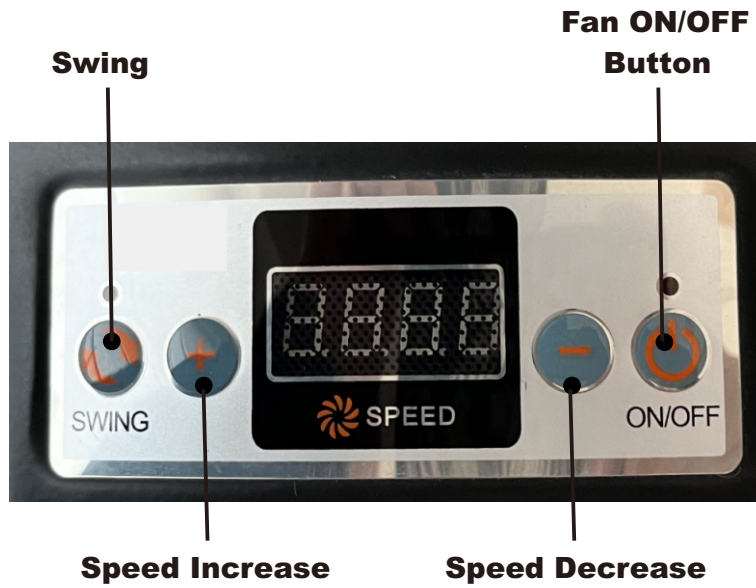 Fan ON/OFF
Button
Swing
+
-
SWING
SPEED
ON/OFF
Speed Increase
Speed Decrease